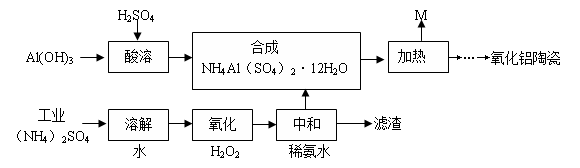 H2SO4
M
Al(OH)3
酸溶
合成
NH4Al（SO4）2·12H2O
加热
氧化铝陶瓷
工业
（NH4）2SO4
溶解
氧化
中和
滤渣
水
H2O2
稀氨水